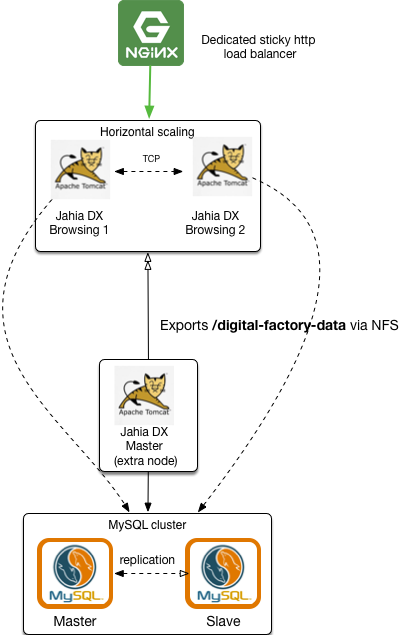 NGINX
Dedicated sticky http
load balancer
Horizontal scaling
TCP
Apache Tomcat
Apache Tomcat
Jahia DX
Browsing 1
Jahia DX
Browsing 2
Exports /digital-factory-data via NFS
Apache Tomcat
Jahia DX
Master
(extra node)
MySQL cluster
replication
MySQL
MySQL
Master
Slave